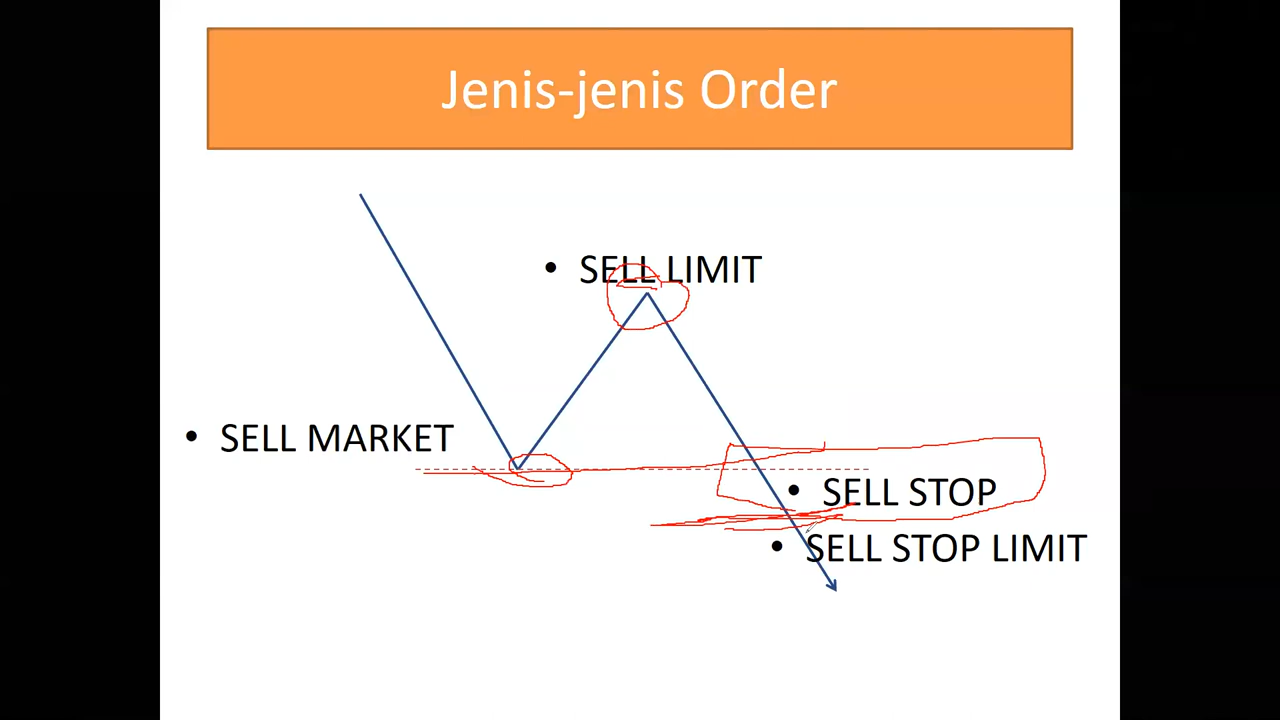 Jenis-jenis Order
• SELL LIMIT
• SELL MARKET
• SELL STOP
• SELL STOP LIMIT